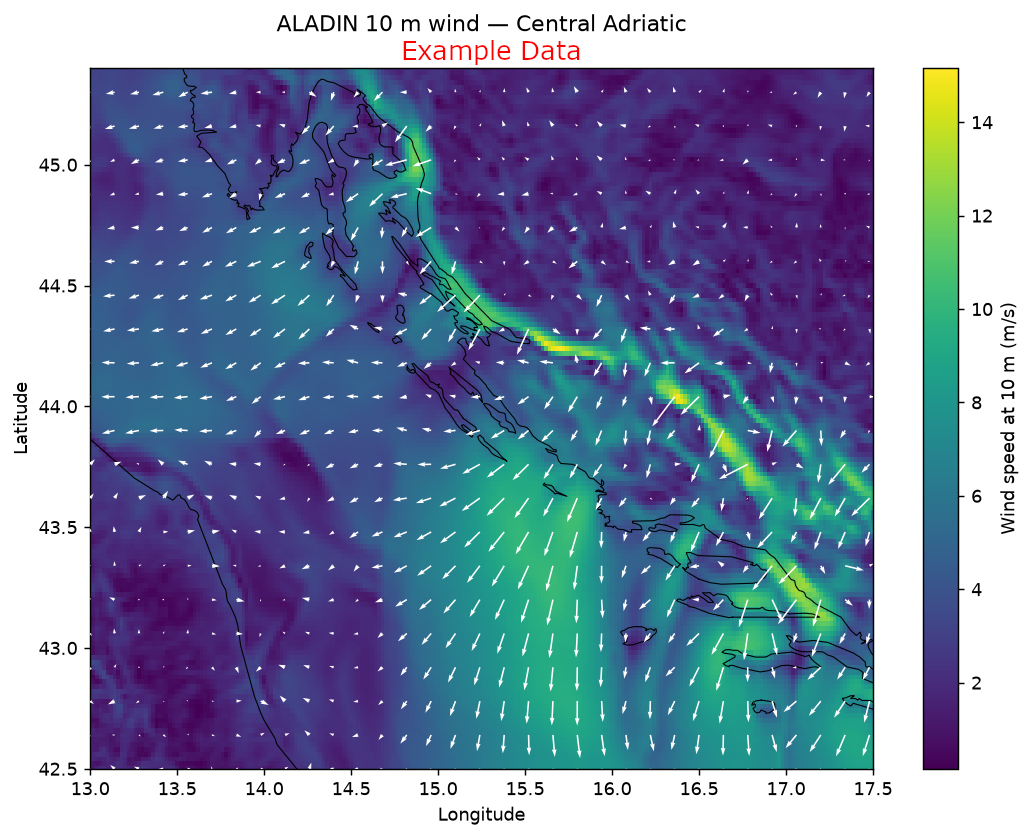 ALADIN 10 m wind — Central Adriatic
Example Data
45.0
44.5
44.0
43.5
43.0
42.5
Latitude
13.0 13.5 14.0 14.5 15.0 15.5 16.0 16.5 17.0 17.5
Longitude
14
12
10
8
6
4
2
Wind speed at 10 m (m/s)